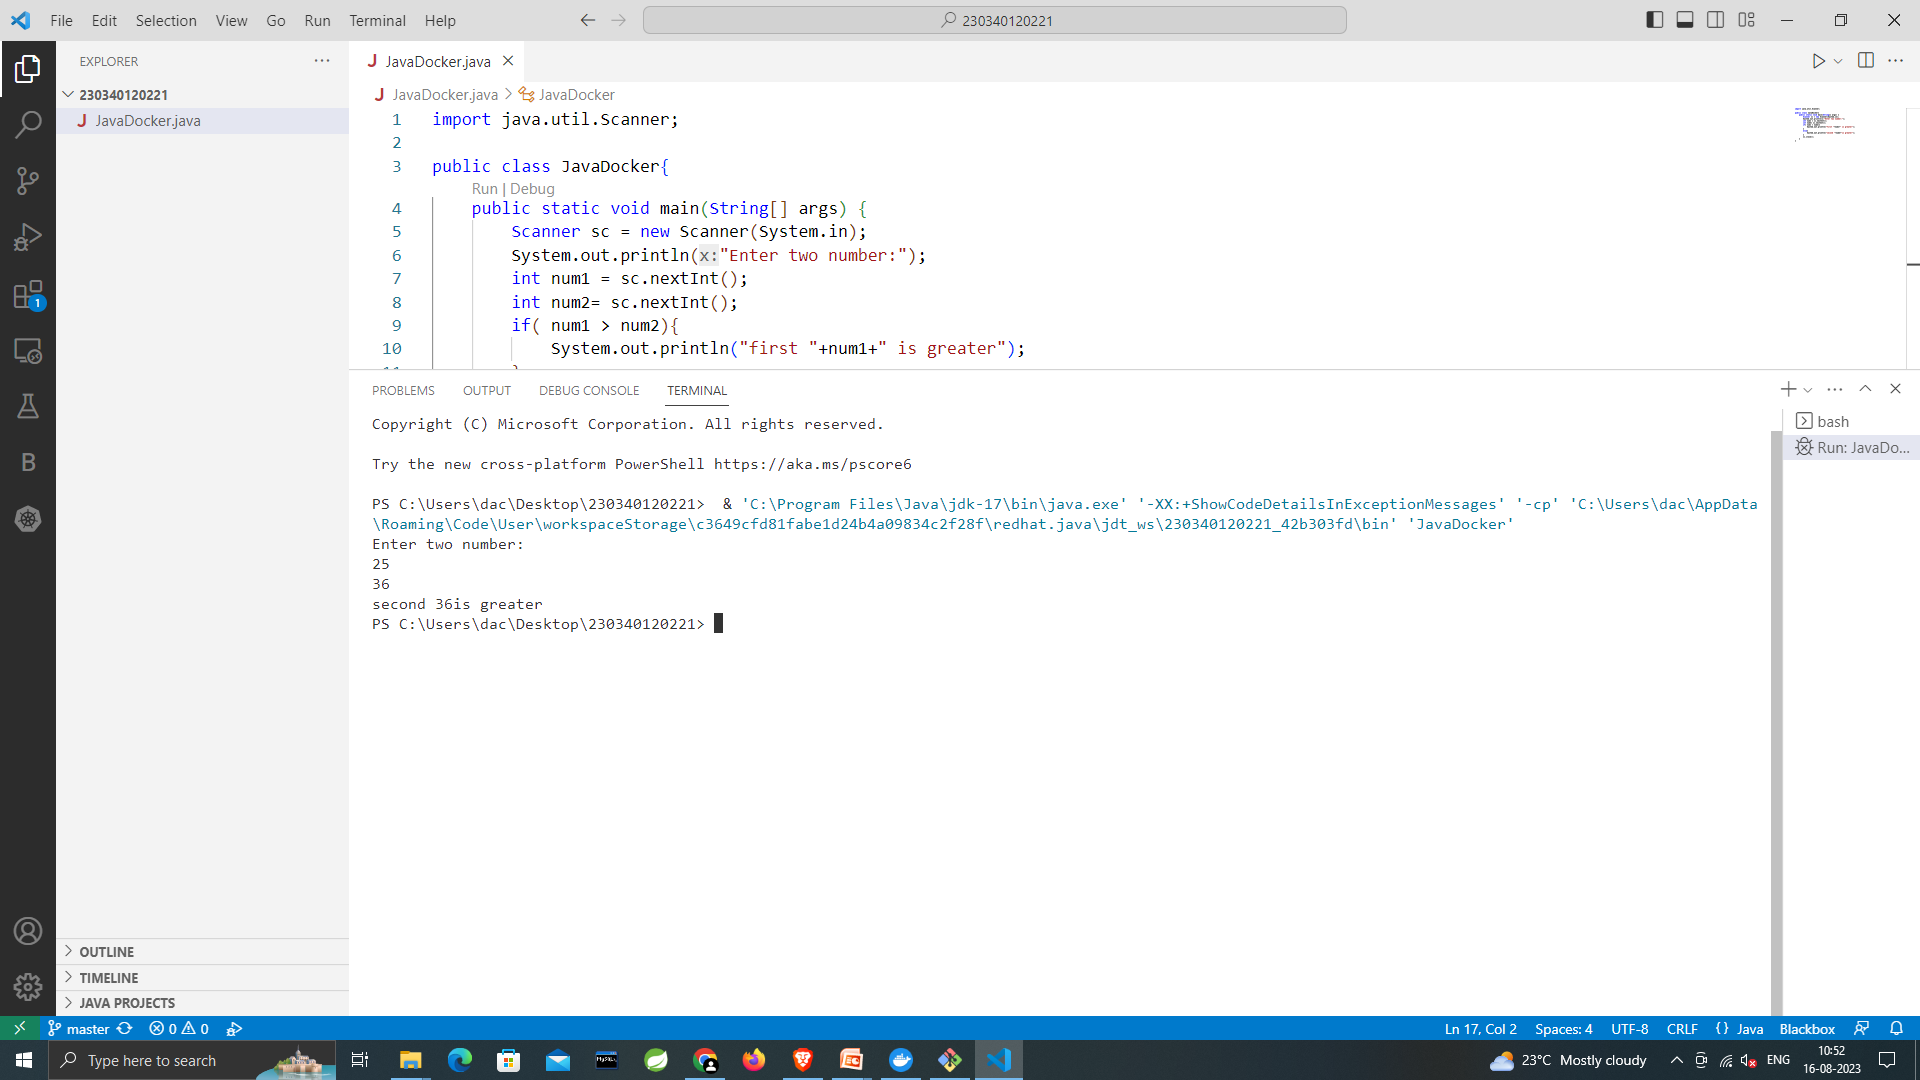 File Edit Selection View Go Run Terminal Help
230340120221
EXPLORER
230340120221
JavaDocker.java
OUTLINE
TIMELINE
JAVA PROJECTS
1
B
JavaDocker.java
JavaDocker.java > JavaDocker
1 import java.util.Scanner;
2
3 public class JavaDocker{
Run | Debug
4 public static void main(String[] args) {
5 Scanner sc = new Scanner(System.in);
6 System.out.println(x:"Enter two number:");
7 int num1 = sc.nextInt();
8 int num2= sc.nextInt();
9 if( num1 > num2){
10 System.out.println("first "+num1+" is greater");
PROBLEMS OUTPUT DEBUG CONSOLE TERMINAL
Copyright (C) Microsoft Corporation. All rights reserved.
Try the new cross-platform PowerShell https://aka.ms/pscore6
PS C:\Users\dac\Desktop\230340120221>  & 'C:\Program Files\Java\jdk-17\bin\java.exe' '-XX:+ShowCodeDetailsInExceptionMessages' '-cp' 'C:\Users\dac\AppData
\Roaming\Code\User\workspaceStorage\c3649cfd81fabe1d24b4a09834c2f28f\redhat.java\jdt_ws\230340120221_42b303fd\bin' 'JavaDocker'
Enter two number:
25
36
second 36is greater
PS C:\Users\dac\Desktop\230340120221>
bash
Run: JavaDo...
master 0 0
Ln 17, Col 2 Spaces: 4 UTF-8 CRLF {} Java Blackbox
Type here to search
MySQL
23°C Mostly cloudy
ENG
10:52
16-08-2023